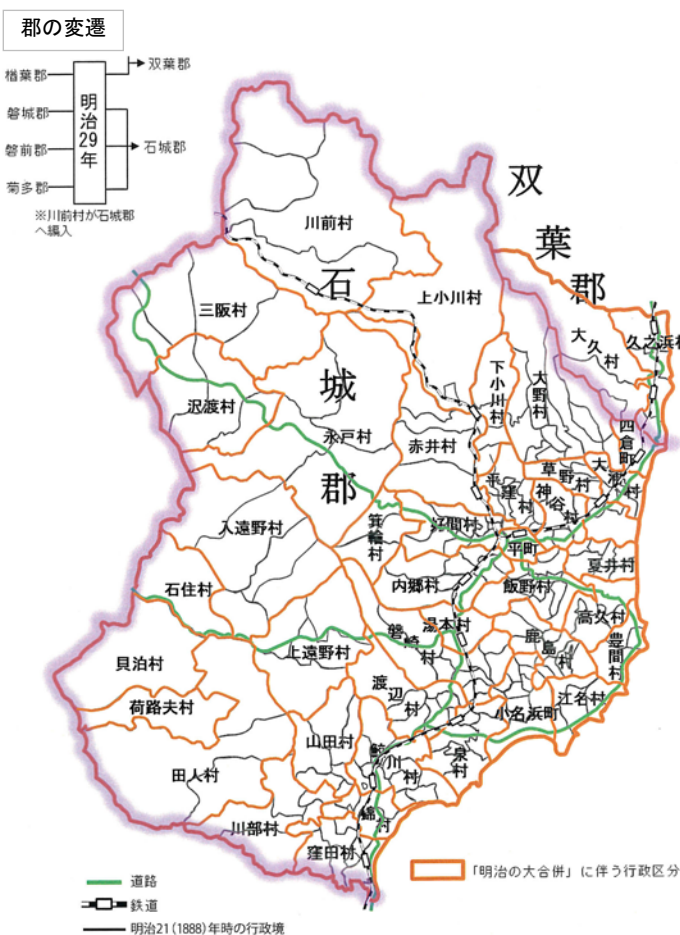 郡の変遷
楢葉郡
磐城郡
磐前郡
菊多郡
明治29年
双葉郡
石城郡
※川前村が石城郡
へ編入
双葉郡
石城郡
川前村
上小川村
三阪村
大久村
久之浜村
下小川村
大野村
沢渡村
永戸村
赤井村
四倉町
草野村
大浦村
平窪村
神谷村
入遠野村
箕輪村
好間村
平町
夏井村
石住村
内郷村
飯野村
高久村
湯本村
磐崎村
鹿島村
豊間村
上遠野村
貝泊村
渡辺村
荷路夫村
江名村
小名浜町
山田村
鮫川村
泉村
田人村
川部村
錦村
窪田村
「明治の大合併」に伴う行政区分
道路
鉄道
明治21(1888)年時の行政境